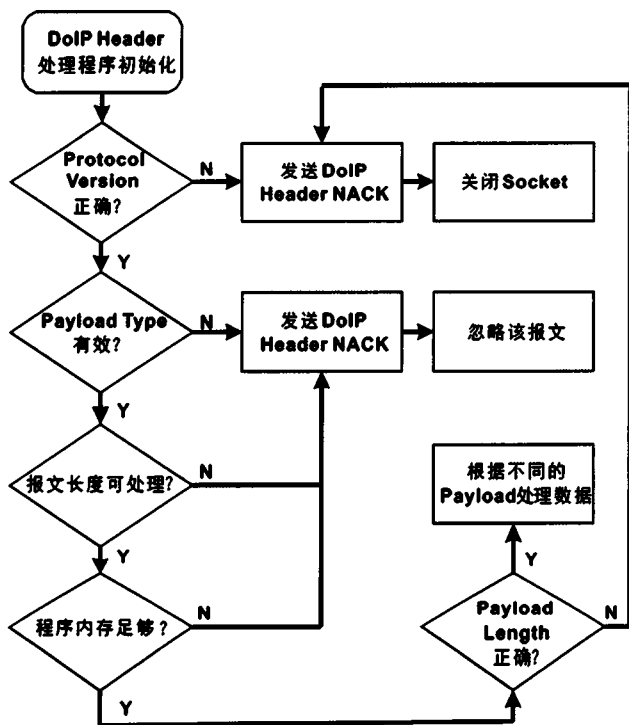 DoIP Header
处理程序初始化
Protocol
Version
正确?
N
发送DoIP
Header NACK
关闭Socket
Y
Payload Type
有效?
N
发送DoIP
Header NACK
忽略该报文
Y
报文长度可处理?
N
根据不同的
Payload处理数据
Y
Y
程序内存足够?
N
Payload
Length
正确?
N
Y